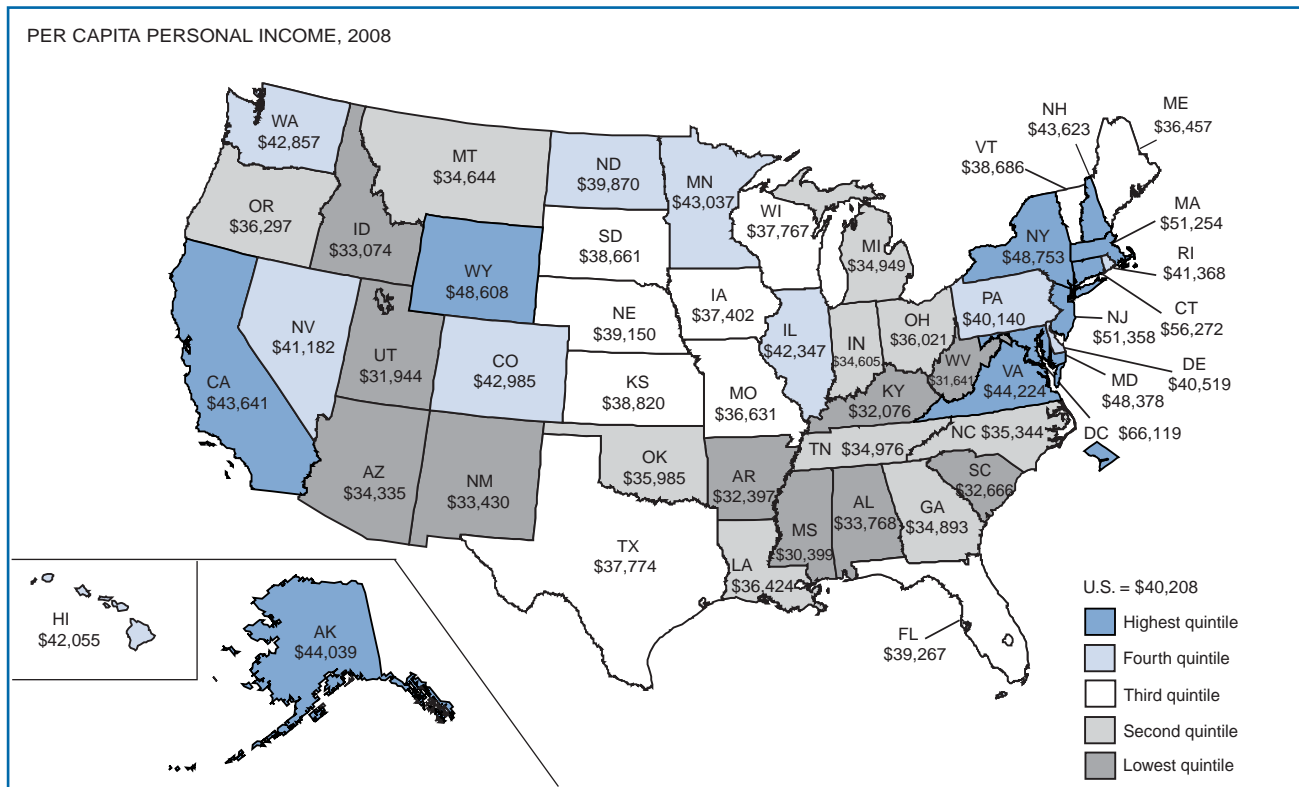 PER CAPITA PERSONAL INCOME, 2008
WA
$42,857
MT
$34,644
ND
$39,870
MN
$43,037
NH
$43,623
ME
$36,457
VT
$38,686
OR
$36,297
ID
$33,074
WY
$48,608
SD
$38,661
WI
$37,767
MI
$34,949
NY
$48,753
MA
$51,254
RI
$41,368
CT
$56,272
NJ
$51,358
PA
$40,140
DE
$40,519
MD
$48,378
DC $66,119
CA
$43,641
NV
$41,182
UT
$31,944
CO
$42,985
NE
$39,150
IA
$37,402
IL
$42,347
IN
$34,605
OH
$36,021
WV
$31,641
VA
$44,224
KS
$38,820
MO
$36,631
KY
$32,076
AZ
$34,335
NM
$33,430
OK
$35,985
AR
$32,397
TN $34,976
NC $35,344
SC
$32,666
TX
$37,774
LA
$36,424
MS
$30,399
AL
$33,768
GA
$34,893
FL
$39,267
HI
$42,055
AK
$44,039
U.S. = $40,208
Highest quintile
Fourth quintile
Third quintile
Second quintile
Lowest quintile